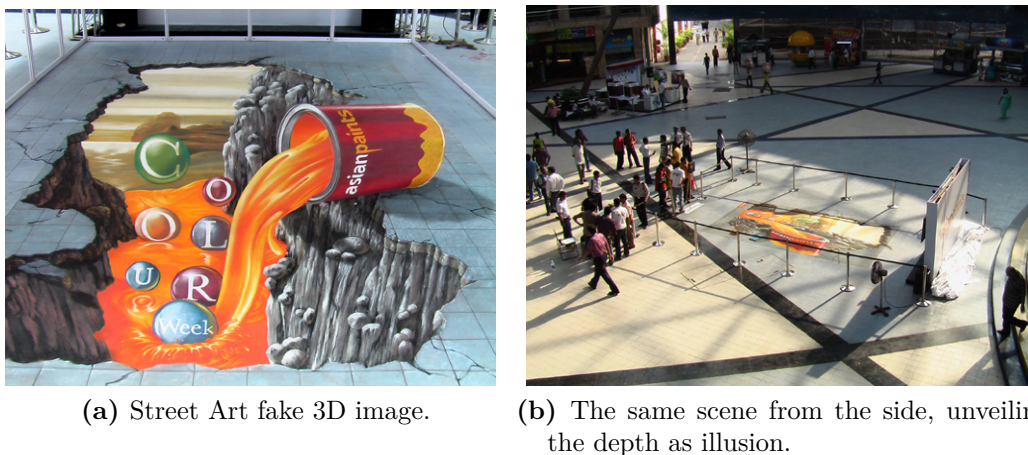 C
O
O
L
U
R
Week
asianpaints
(a) Street Art fake 3D image.
(b) The same scene from the side, unveilin
the depth as illusion.